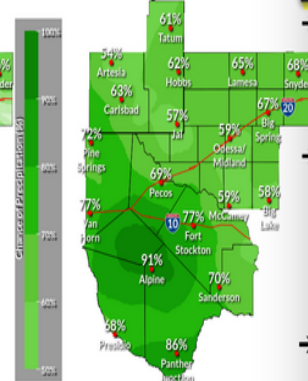 61%
Tatum
54%
Artesia
62%
Hobbs
65%
Lamesa
68%
Snyde
der
63%
Carlsbad
57%
Jal
59%
Odessa/
Midland
67%
Big
Spring
20
72%
Pine
Springs
69%
Pecos
77%
Van
Horn
10
77%
Fort
Stockton
59%
McCamey
58%
Big
Lake
91%
Alpine
70%
Sanderson
68%
Presidio
86%
Panther
Junction
Chance of Precipitation (%)
100%
90%
80%
70%
60%
50%